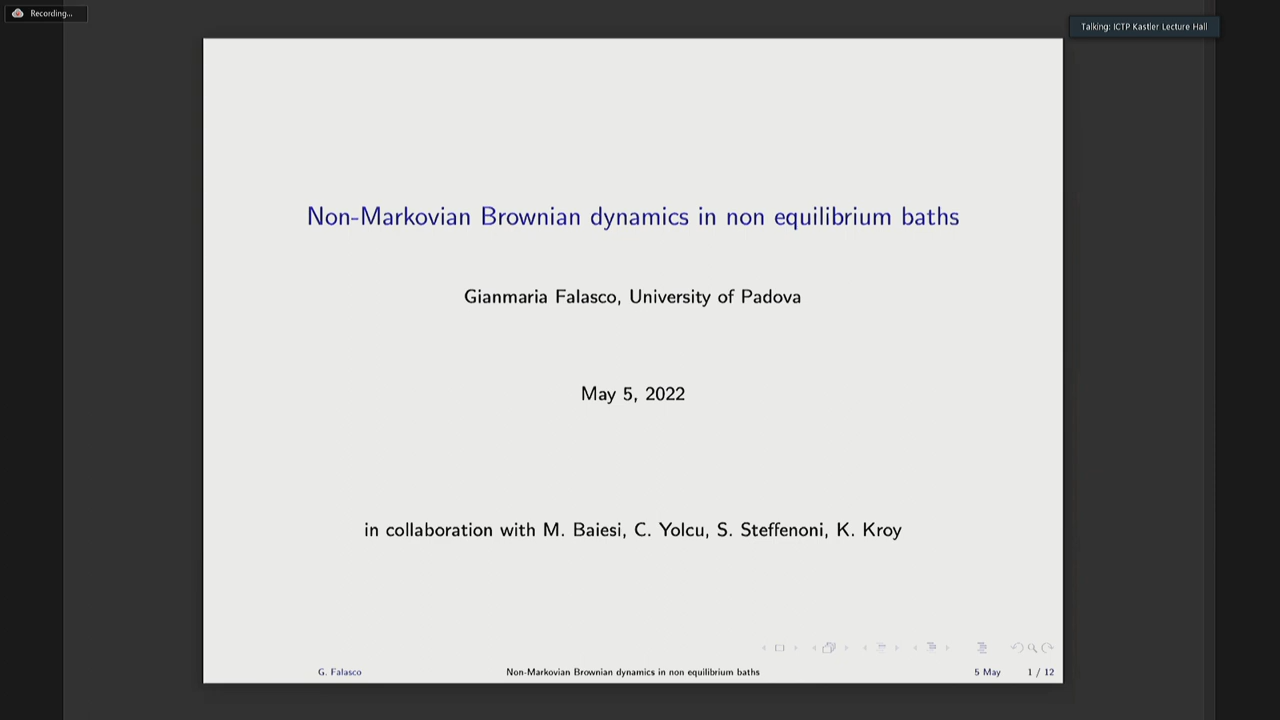 Recording...
Talking: ICTP Kastler Lecture Hall
Non-Markovian Brownian dynamics in non equilibrium baths
Gianmaria Falasco, University of Padova
May 5, 2022
in collaboration with M. Baiesi, C. Yolcu, S. Steffenoni, K. Kroy
G. Falasco Non-Markovian Brownian dynamics in non equilibrium baths 5 May 1 / 12